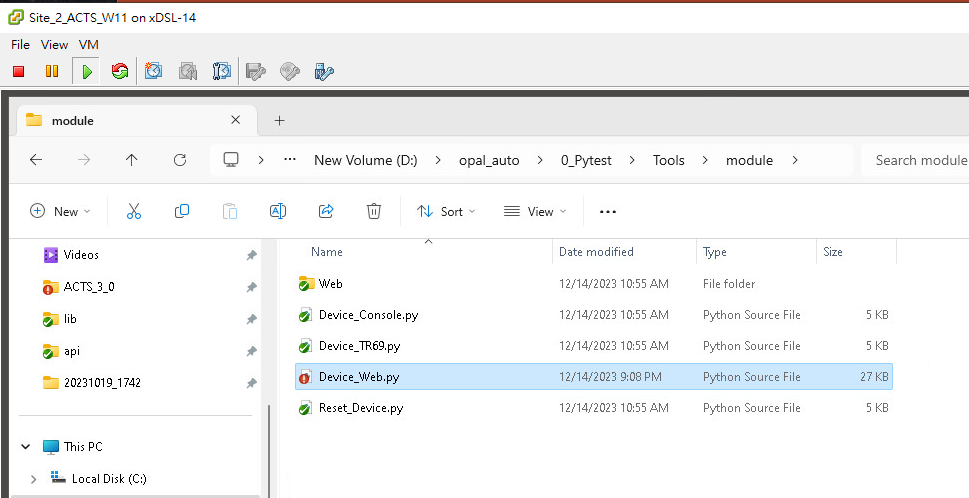 Site_2_ACTS_W11 on xDSL-14
File View VM
module
New Volume (D:) opal_auto 0_Pytest Tools module Search module
New Sort View
Name Date modified Type Size
Videos
ACTS_3_0
lib
api
20231019_1742
This PC
Local Disk (C:)
Web 12/14/2023 10:55 AM File folder
Device_Console.py 12/14/2023 10:55 AM Python Source File 5 KB
Device_TR69.py 12/14/2023 10:55 AM Python Source File 5 KB
Device_Web.py 12/14/2023 9:08 PM Python Source File 27 KB
Reset_Device.py 12/14/2023 10:55 AM Python Source File 5 KB